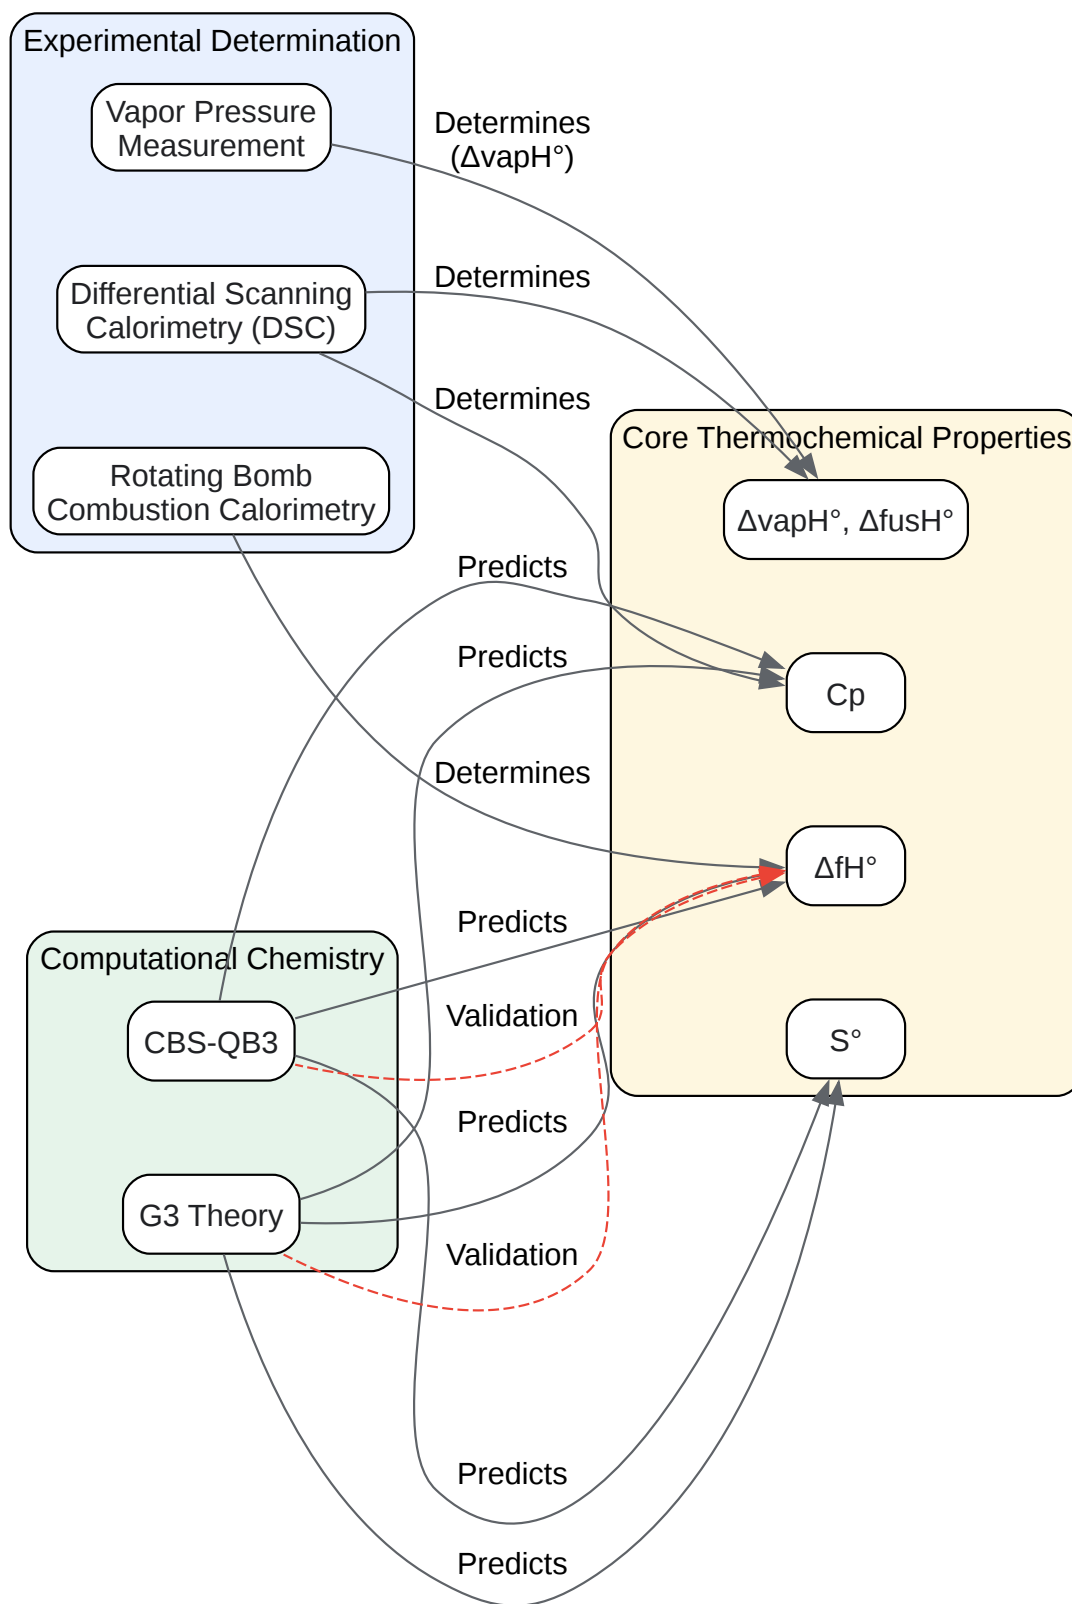 Experimental Determination
Vapor Pressure
Measurement
Determines
(ΔvapH°)
Differential Scanning
Calorimetry (DSC)
Determines
Determines
Core Thermochemical Properties
Rotating Bomb
Combustion Calorimetry
ΔvapH°, ΔfusH°
Predicts
Predicts
Cp
Determines
ΔfH°
Predicts
Computational Chemistry
CBS-QB3
Validation
S°
Predicts
G3 Theory
Validation
Predicts
Predicts